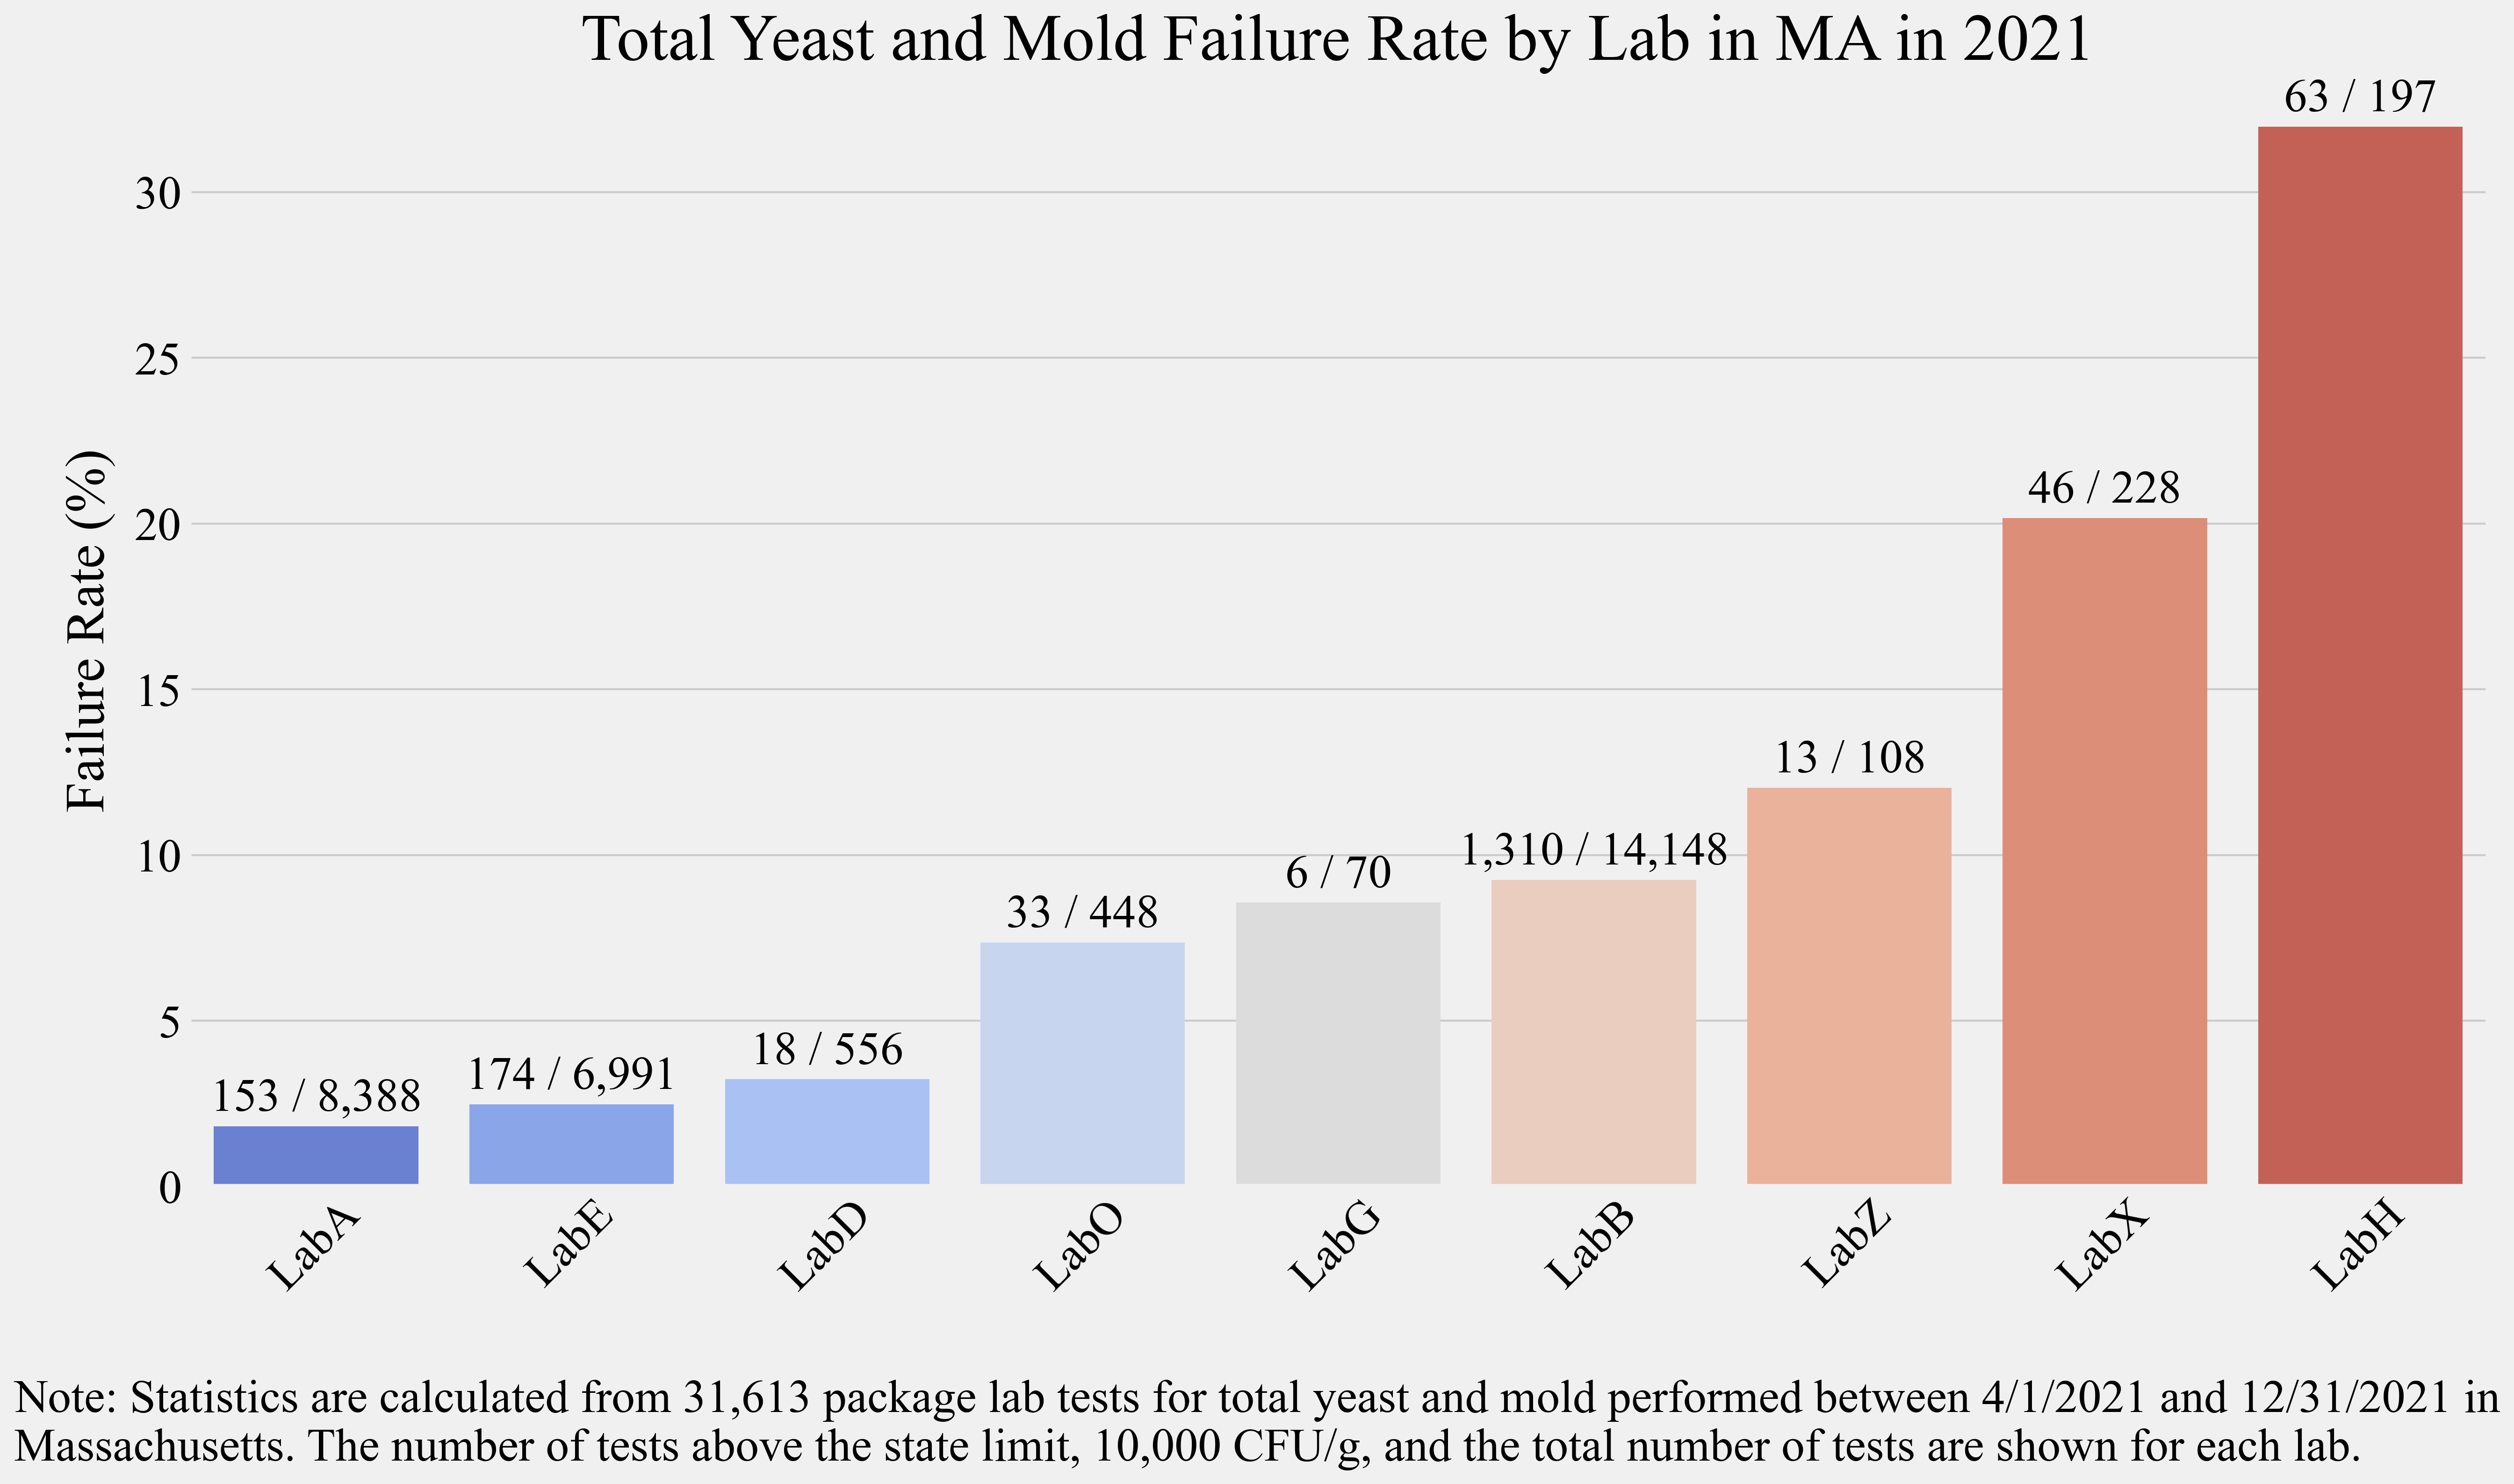 Total Yeast and Mold Failure Rate by Lab in MA in 2021
63 / 197
30
25
46 / 228
20
Failure Rate (%)
15
13 / 108
1,310 / 14,148
10
6 / 70
33 / 448
5
18 / 556
174 / 6,991
153 / 8,388
0
LabA
LabE
LabD
LabO
LabG
LabB
LabZ
LabX
LabH
Note: Statistics are calculated from 31,613 package lab tests for total yeast and mold performed between 4/1/2021 and 12/31/2021 in
Massachusetts. The number of tests above the state limit, 10,000 CFU/g, and the total number of tests are shown for each lab.